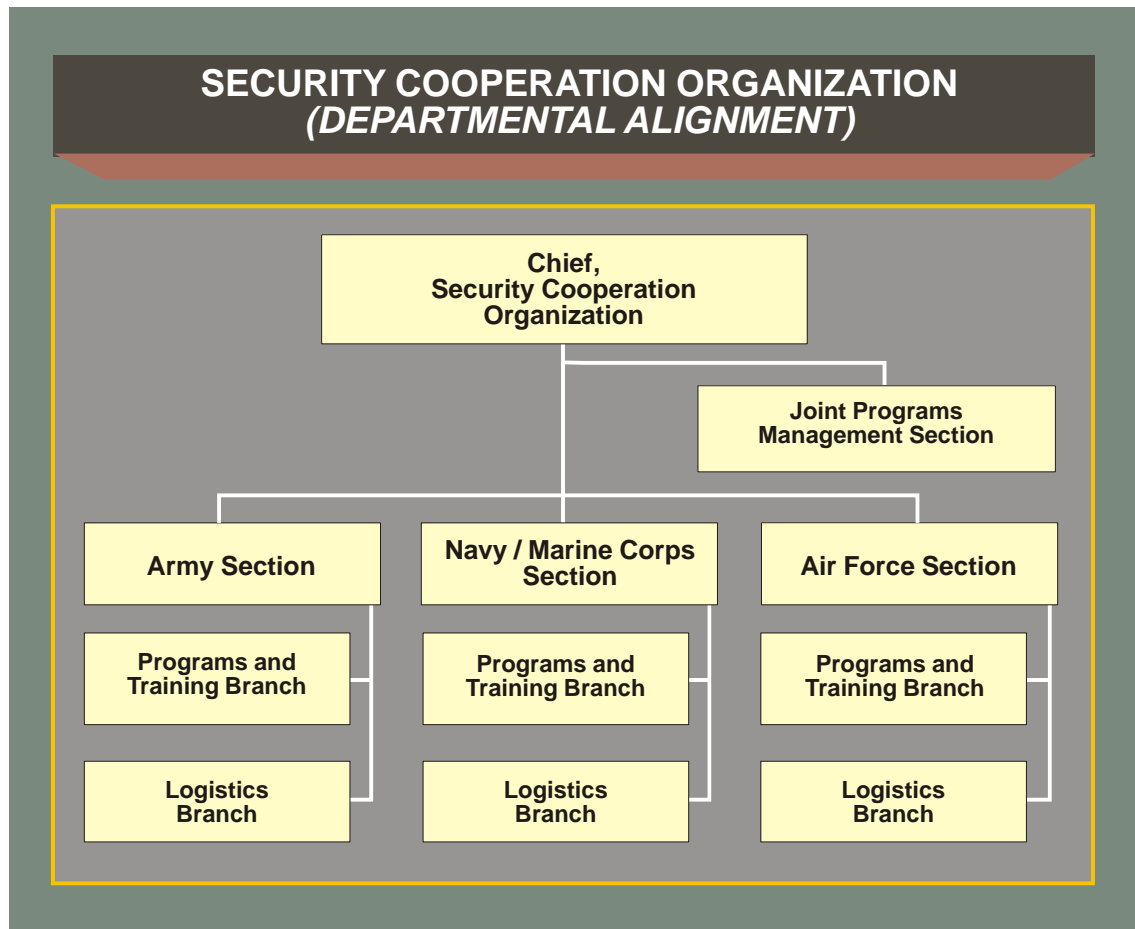 SECURITY COOPERATION ORGANIZATION
(DEPARTMENTAL ALIGNMENT)
Chief,
Security Cooperation
Organization
Joint Programs
Management Section
Army Section
Navy / Marine Corps
Section
Air Force Section
Programs and
Training Branch
Programs and
Training Branch
Programs and
Training Branch
Logistics
Branch
Logistics
Branch
Logistics
Branch